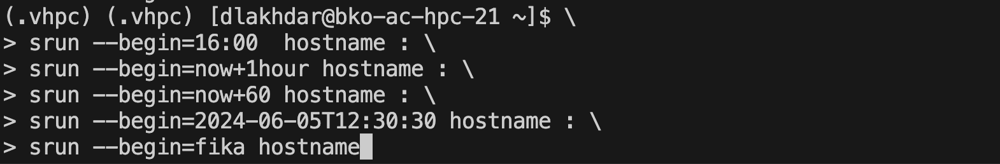 (.vhpc) (.vhpc) [dlakhdar@bko-ac-hpc-21 ~]$ \
> srun --begin=16:00  hostname : \
> srun --begin=now+1hour hostname : \
> srun --begin=now+60 hostname : \
> srun --begin=2024-06-05T12:30:30 hostname : \
> srun --begin=fika hostname